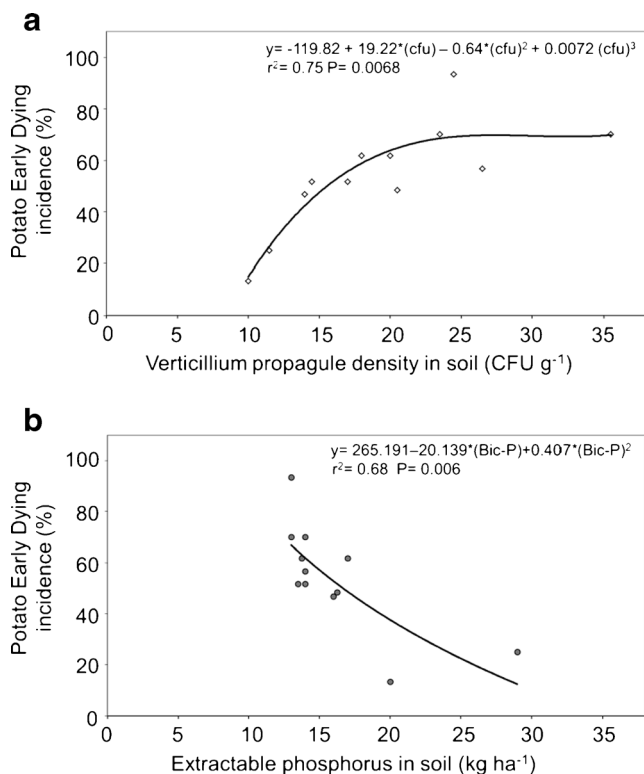 a
y= -119.82 + 19.22*(cfu) – 0.64*(cfu)² + 0.0072 (cfu)³
r²= 0.75 P= 0.0068
Potato Early Dying
incidence (%)
100
80
60
40
20
0
0 5 10 15 20 25 30 35
Verticillium propagule density in soil (CFU g⁻¹)
b
y= 265.191–20.139*(Bic-P)+0.407*(Bic-P)²
r²= 0.68 P= 0.006
Potato Early Dying
incidence (%)
100
80
60
40
20
0
0 5 10 15 20 25 30 35
Extractable phosphorus in soil (kg ha⁻¹)